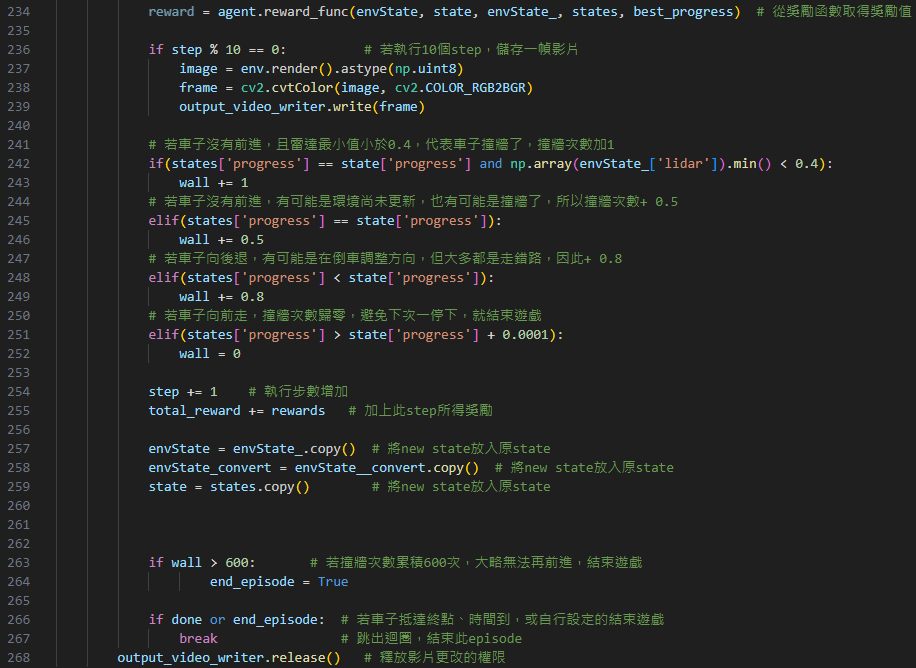 234 reward = agent.reward_func(envState, state, envState_, states, best_progress)  # 從獎勵函數取得獎勵值
235
236 if step % 10 == 0:          # 若執行10個step，儲存一幀影片
237     image = env.render().astype(np.uint8)
238     frame = cv2.cvtColor(image, cv2.COLOR_RGB2BGR)
239     output_video_writer.write(frame)
240
241 # 若車子沒有前進，且雷達最小值小於0.4，代表車子撞牆了，撞牆次數加1
242 if(states['progress'] == state['progress'] and np.array(envState_['lidar']).min() < 0.4):
243     wall += 1
244 # 若車子沒有前進，有可能是環境尚未更新，也有可能是撞牆了，所以撞牆次數+ 0.5
245 elif(states['progress'] == state['progress']):
246     wall += 0.5
247 # 若車子向後退，有可能是在倒車調整方向，但大多都是走錯路，因此+ 0.8
248 elif(states['progress'] < state['progress']):
249     wall += 0.8
250 # 若車子向前走，撞牆次數歸零，避免下次一停下，就結束遊戲
251 elif(states['progress'] > state['progress'] + 0.0001):
252     wall = 0
253
254 step += 1    # 執行步數增加
255 total_reward += rewards   # 加上此step所得獎勵
256
257 envState = envState_.copy()  # 將new state放入原state
258 envState_convert = envState__convert.copy()  # 將new state放入原state
259 state = states.copy()        # 將new state放入原state
260
261
262
263 if wall > 600:       # 若撞牆次數累積600次，大略無法再前進，結束遊戲
264         end_episode = True
265
266 if done or end_episode:  # 若車子抵達終點、時間到，或自行設定的結束遊戲
267     break                # 跳出迴圈，結束此episode
268 output_video_writer.release()   # 釋放影片更改的權限